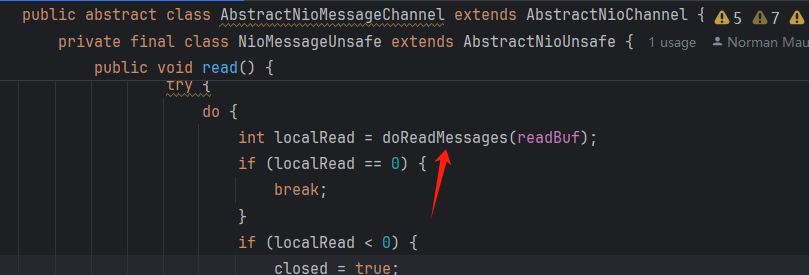 public abstract class AbstractNioMessageChannel extends AbstractNioChannel { 5 7
private final class NioMessageUnsafe extends AbstractNioUnsafe { 1 usage Norman Mau
public void read() {
try {
do {
int localRead = doReadMessages(readBuf);
if (localRead == 0) {
break;
}
if (localRead < 0) {
closed = true;